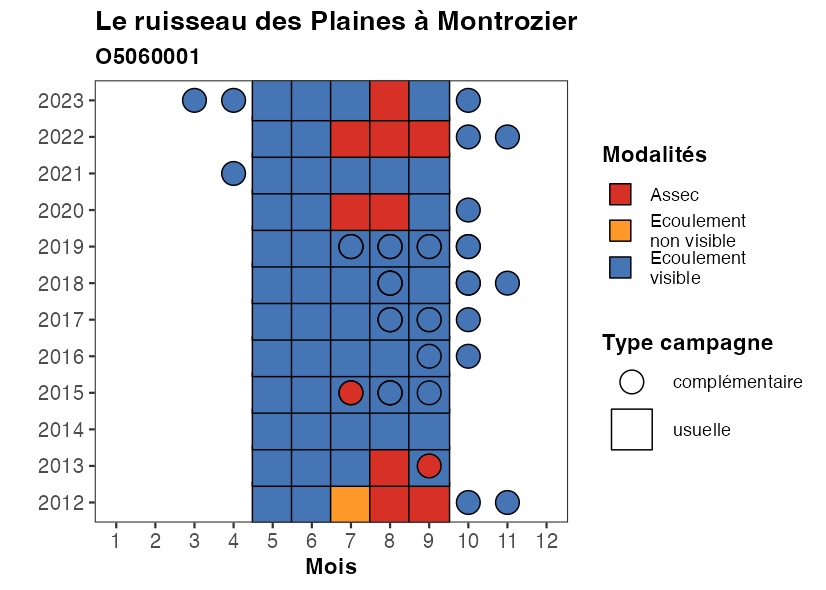 Le ruisseau des Plaines à Montrozier
O5060001
2023
2022
2021
2020
2019
2018
2017
2016
2015
2014
2013
2012
1 2 3 4 5 6 7 8 9 10 11 12
Mois
Modalités
Assec
Ecoulement
non visible
Ecoulement
visible
Type campagne
complémentaire
usuelle